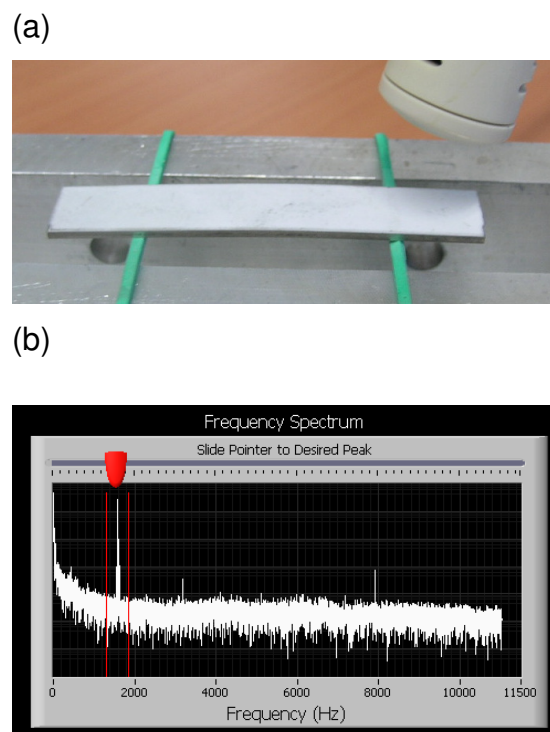 (a)
(b)
Frequency Spectrum
Slide Pointer to Desired Peak
0 2000 4000 6000 8000 10000 11500
Frequency (Hz)